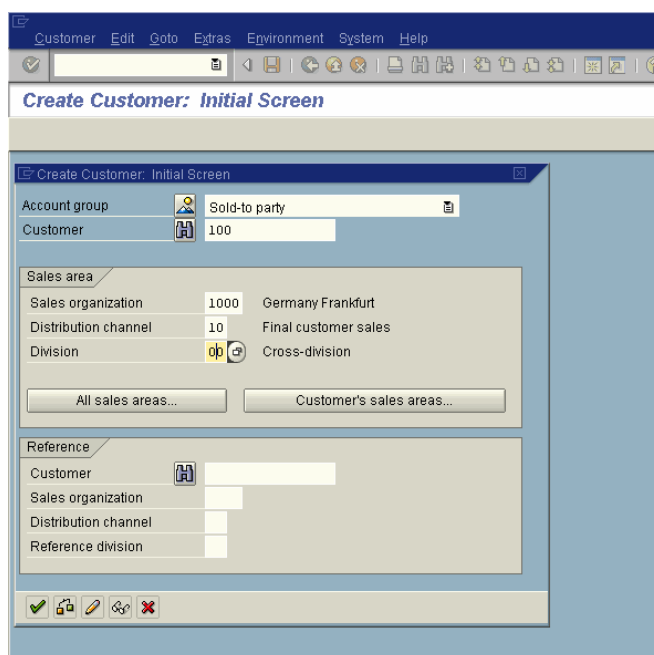 Customer Edit Goto Extras Environment System Help
Create Customer: Initial Screen
Create Customer: Initial Screen
Account group Sold-to party
Customer 100
Sales area
Sales organization 1000 Germany Frankfurt
Distribution channel 10 Final customer sales
Division 00 Cross-division
All sales areas... Customer's sales areas...
Reference
Customer
Sales organization
Distribution channel
Reference division